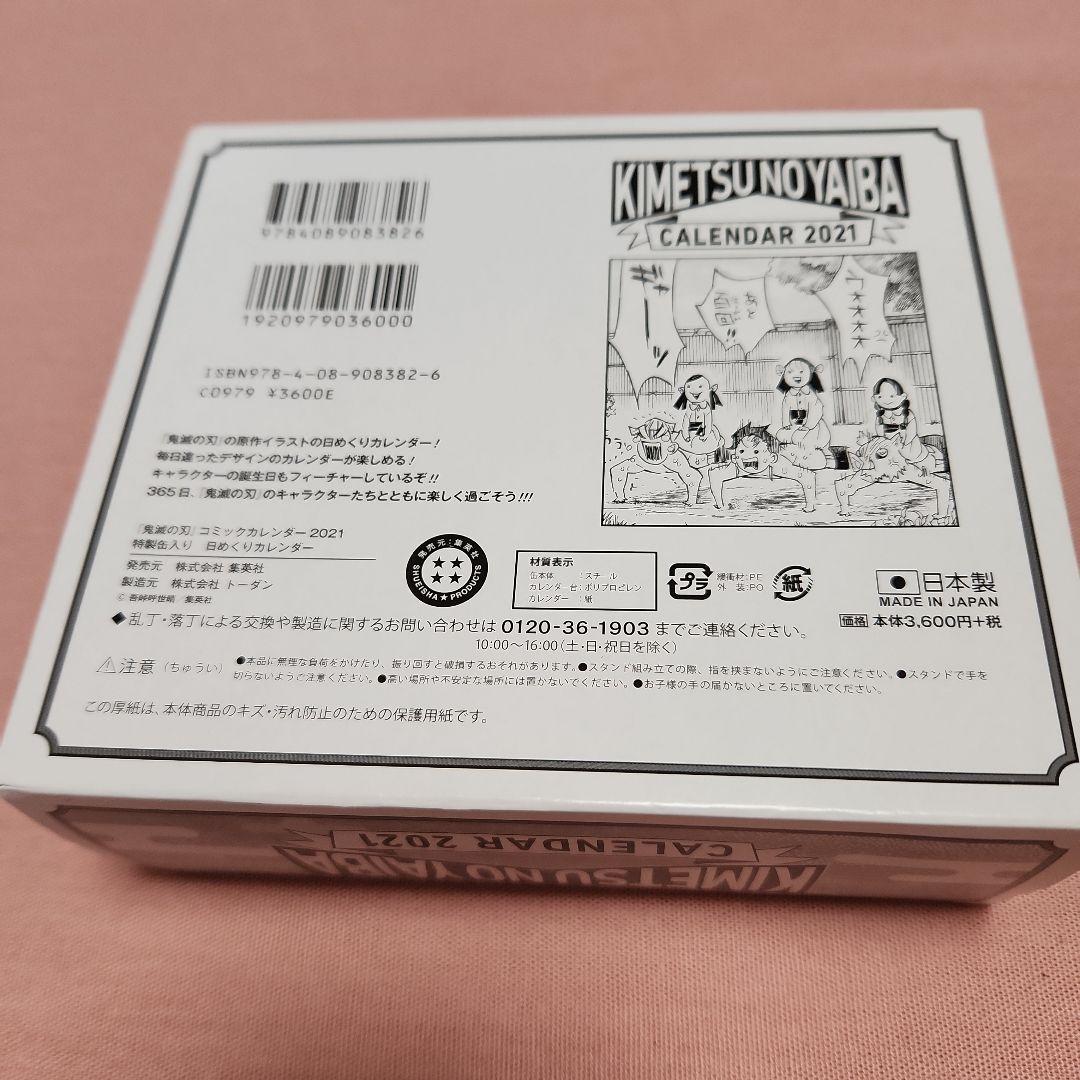 9784089083826
1920979036000
ISBN978-4-08-908382-6
C0979 ¥3600E
『鬼滅の刃』の原作イラストの日めくりカレンダー！
毎日違ったデザインのカレンダーが楽しめる！
キャラクターの誕生日もフィーチャーしているぞ!!
365日、『鬼滅の刃』のキャラクターたちとともに楽しく過ごそう!!!
『鬼滅の刃』コミックカレンダー2021
特製缶入り 日めくりカレンダー
発売元 株式会社 集英社
製造元 株式会社 トーダン
© 吾峠呼世晴／集英社
KIMETSU NO YAIBA
CALENDAR 2021
ギャーーッ
あと
百回!!
発売元：集英社
SHUEISHA★PRODUCTS
材質表示
缶本体 ：スチール
カレンダー台：ポリプロピレン
カレンダー ：紙
プラ
緩衝材：PE
外 装：PO
紙
日本製
MADE IN JAPAN
価格 本体3,600円+税
◆乱丁・落丁による交換や製造に関するお問い合わせは 0120-36-1903 までご連絡ください。
10:00～16:00（土・日・祝日を除く）
⚠注意（ちゅうい） ●本品に無理な負荷をかけたり、振り回すと破損するおそれがあります。●スタンド組み立ての際、指を挟まないようにご注意ください。●スタンドで手を
切らないようご注意ください。●高い場所や不安定な場所には置かないでください。●お子様の手の届かないところに置いてください。
この厚紙は、本体商品のキズ・汚れ防止のための保護用紙です。
CALENDAR 2021
KIMETSU NO YAIBA